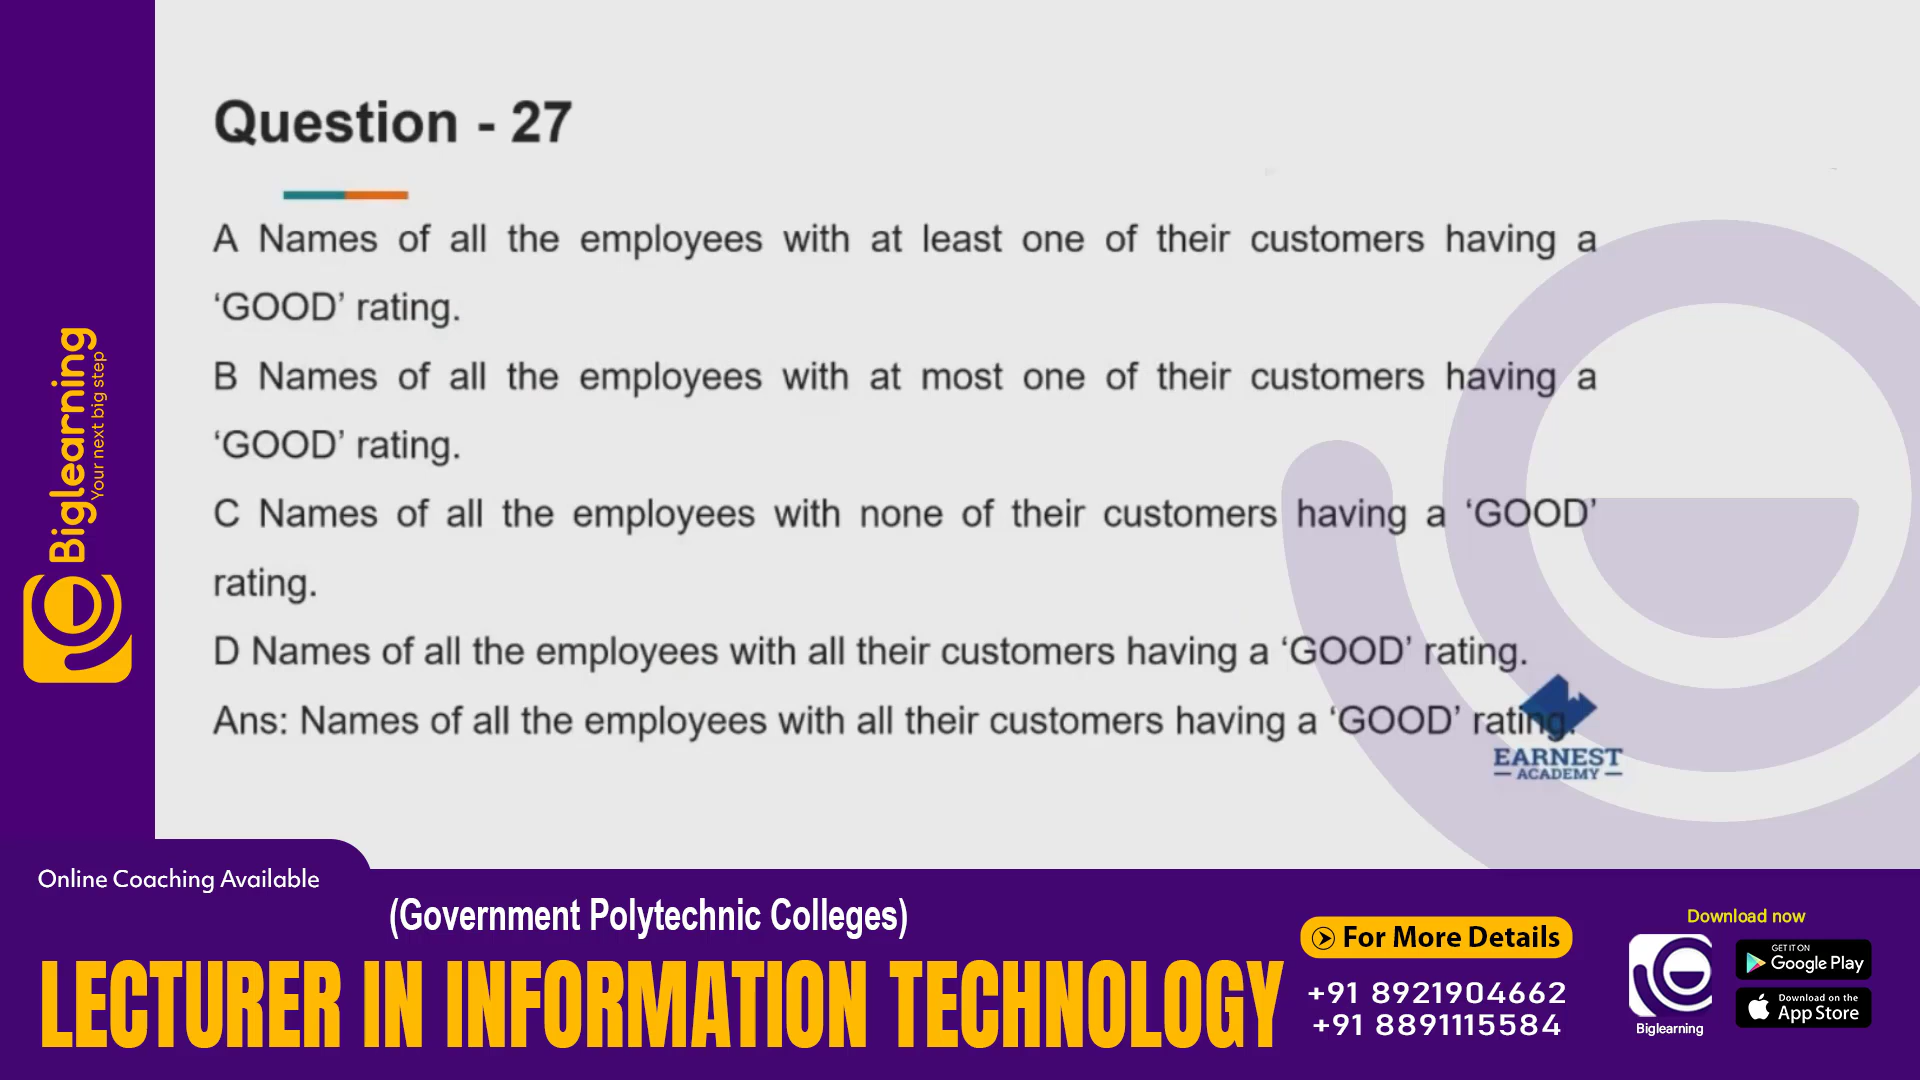 Question - 27
A Names of all the employees with at least one of their customers having a
‘GOOD’ rating.
B Names of all the employees with at most one of their customers having a
‘GOOD’ rating.
C Names of all the employees with none of their customers having a ‘GOOD’
rating.
D Names of all the employees with all their customers having a ‘GOOD’ rating.
Ans: Names of all the employees with all their customers having a ‘GOOD’ rating.
EARNEST
ACADEMY
Biglearning
Your next big step
Online Coaching Available
(Government Polytechnic Colleges)
LECTURER IN INFORMATION TECHNOLOGY
For More Details
+91 8921904662
+91 8891115584
Download now
Biglearning
GET IT ON
Google Play
Download on the
App Store